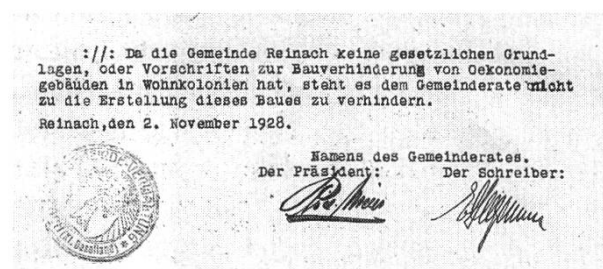 :://: Da die Gemeinde Reinach keine gesetzlichen Grund-
lagen, oder Vorschriften zur Bauverhinderung von Oekonomie-
gebäuden in Wohnkolonien hat, steht es dem Gemeinderate nicht
zu die Erstellung dieses Baues zu verhindern.
Reinach, den 2. November 1928.
Namens des Gemeinderates.
Der Präsident: Der Schreiber: